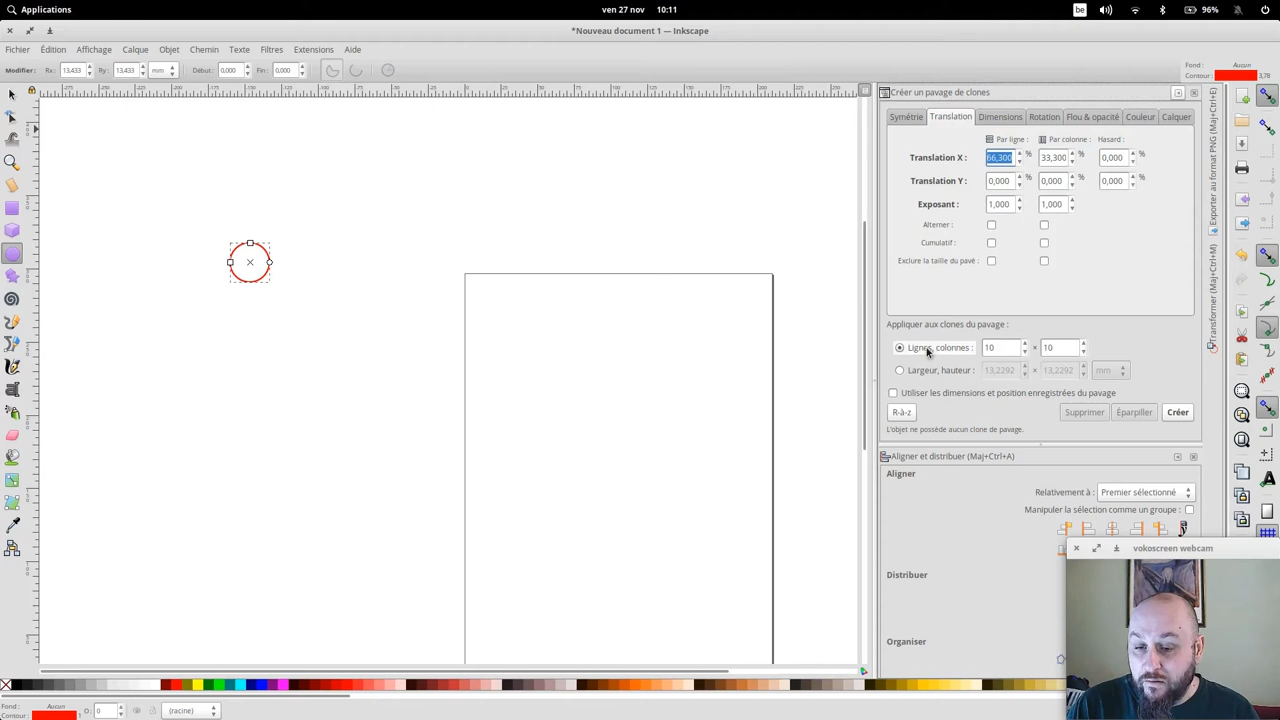 Applications
ven 27 nov 10:11
be
96%
*Nouveau document 1 — Inkscape
Fichier Édition Affichage Calque Objet Chemin Texte Filtres Extensions Aide
Modifier: Rx: 13,433 Ry: 13,433 mm Début: 0,000 Fin: 0,000
Fond: Aucun
Contour: 3,78
Créer un pavage de clones
Symétrie Translation Dimensions Rotation Flou & opacité Couleur Calquer
Par ligne : Par colonne : Hasard :
Translation X : 66,300 % 33,300 % 0,000 %
Translation Y : 0,000 % 0,000 % 0,000 %
Exposant : 1,000 1,000
Alterner :
Cumulatif :
Exclure la taille du pavé :
Appliquer aux clones du pavage :
Lignes, colonnes : 10 × 10
Largeur, hauteur : 13,2292 × 13,2292 mm
Utiliser les dimensions et position enregistrées du pavage
R-à-z Supprimer Éparpiller Créer
L'objet ne possède aucun clone de pavage.
Exporter au format PNG (Maj+Ctrl+E)
Transformer (Maj+Ctrl+M)
Aligner et distribuer (Maj+Ctrl+A)
Aligner
Relativement à : Premier sélectionné
Manipuler la sélection comme un groupe :
Distribuer
Organiser
vokoscreen webcam
Fond: Aucun
Contour: 1
O: 0
(racine)